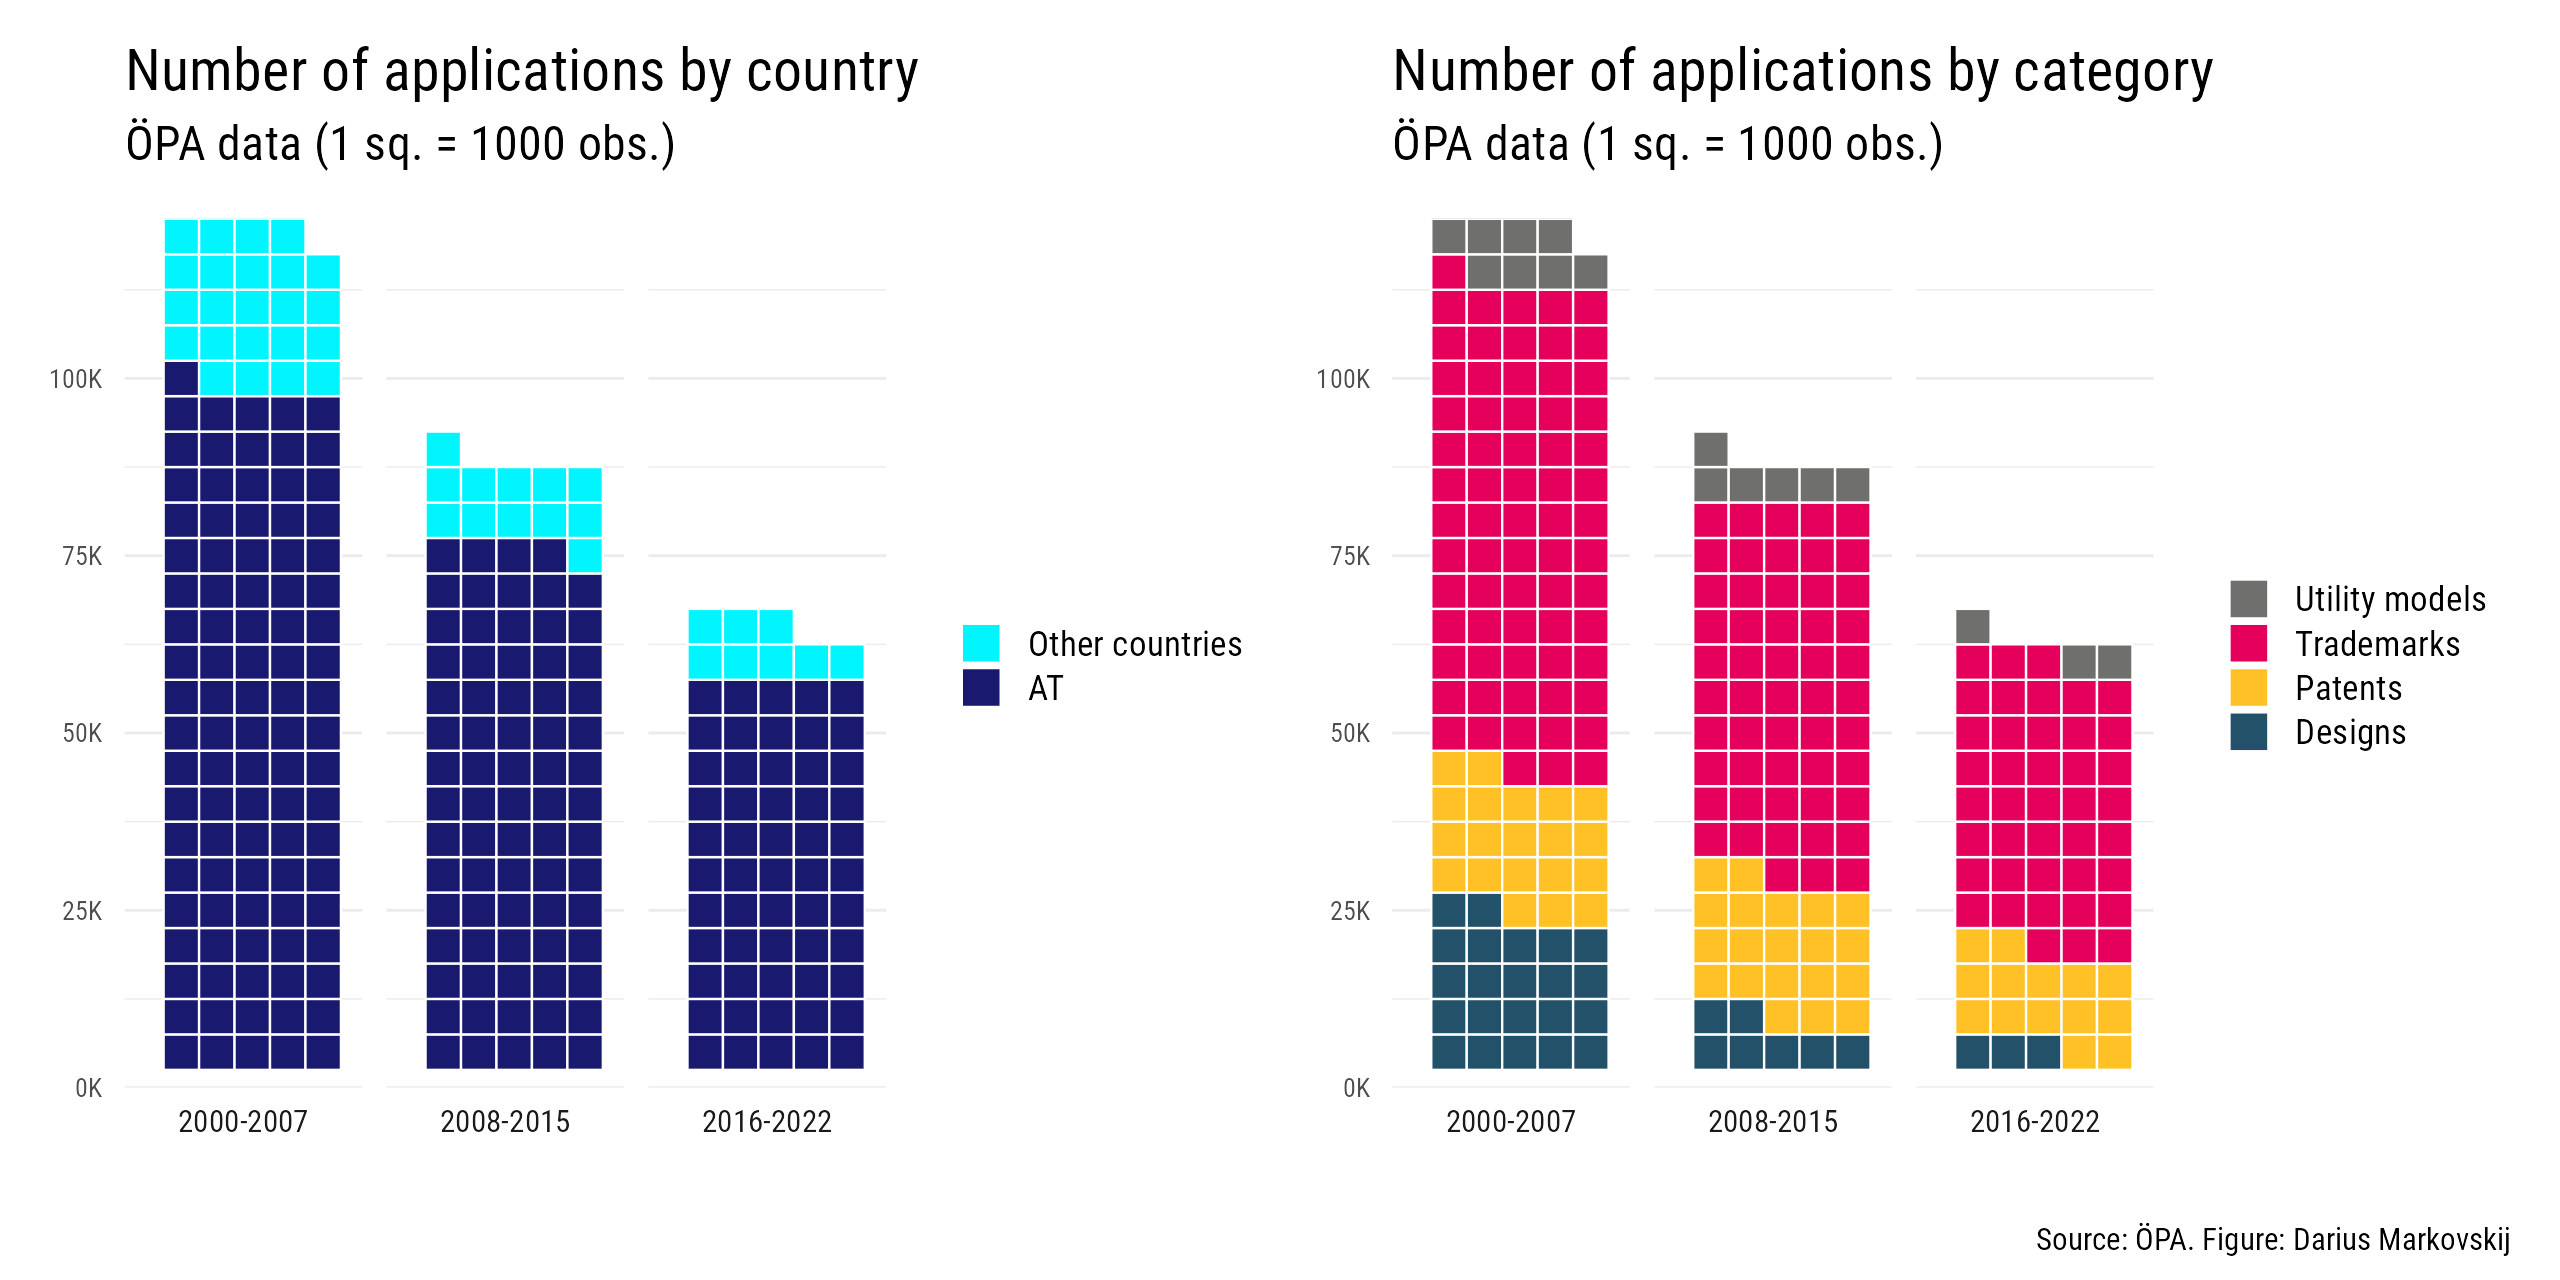 Number of applications by country
ÖPA data (1 sq. = 1000 obs.)
100K
75K
50K
25K
0K
2000-2007
2008-2015
2016-2022
Other countries
AT
Number of applications by category
ÖPA data (1 sq. = 1000 obs.)
100K
75K
50K
25K
0K
2000-2007
2008-2015
2016-2022
Utility models
Trademarks
Patents
Designs
Source: ÖPA. Figure: Darius Markovskij